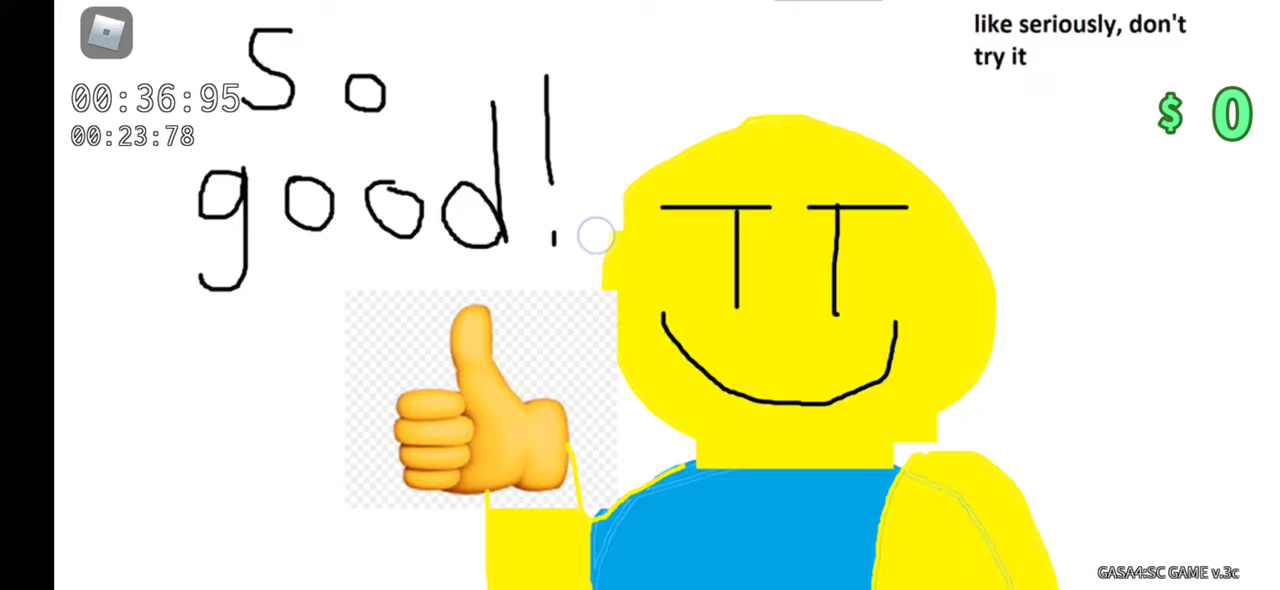 So
good!
like seriously, don't
try it
00:36:95
00:23:78
$ 0
GASA4:SC GAME v.3c